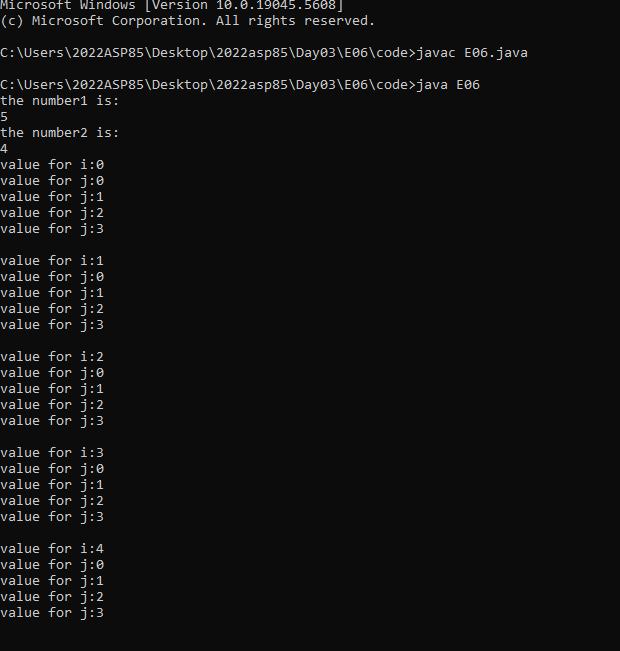 Microsoft Windows [Version 10.0.19045.5608]
(c) Microsoft Corporation. All rights reserved.
C:\Users\2022ASP85\Desktop\2022asp85\Day03\E06\code>javac E06.java
C:\Users\2022ASP85\Desktop\2022asp85\Day03\E06\code>java E06
the number1 is:
5
the number2 is:
4
value for i:0
value for j:0
value for j:1
value for j:2
value for j:3
value for i:1
value for j:0
value for j:1
value for j:2
value for j:3
value for i:2
value for j:0
value for j:1
value for j:2
value for j:3
value for i:3
value for j:0
value for j:1
value for j:2
value for j:3
value for i:4
value for j:0
value for j:1
value for j:2
value for j:3